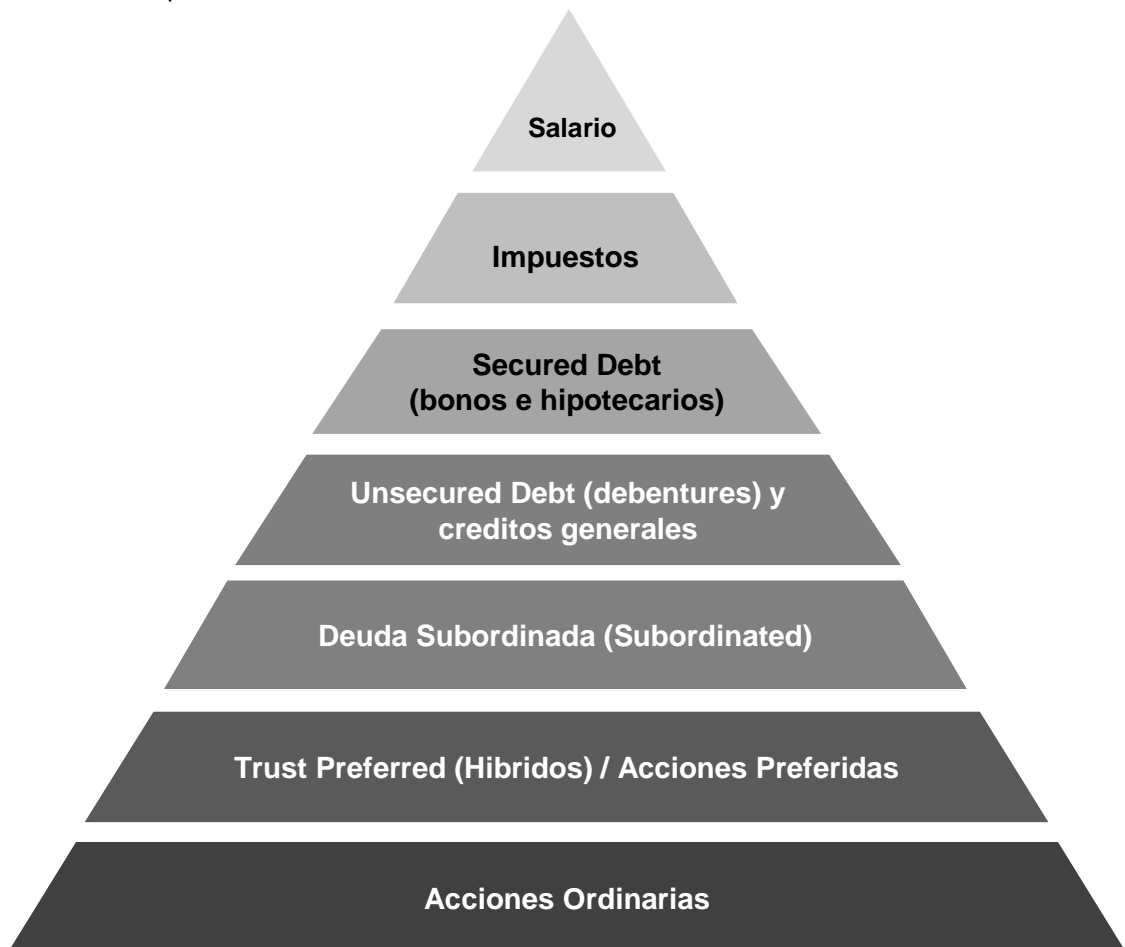 Salario
Impuestos
Secured Debt
(bonos e hipotecarios)
Unsecured Debt (debentures) y
creditos generales
Deuda Subordinada (Subordinated)
Trust Preferred (Hibridos) / Acciones Preferidas
Acciones Ordinarias